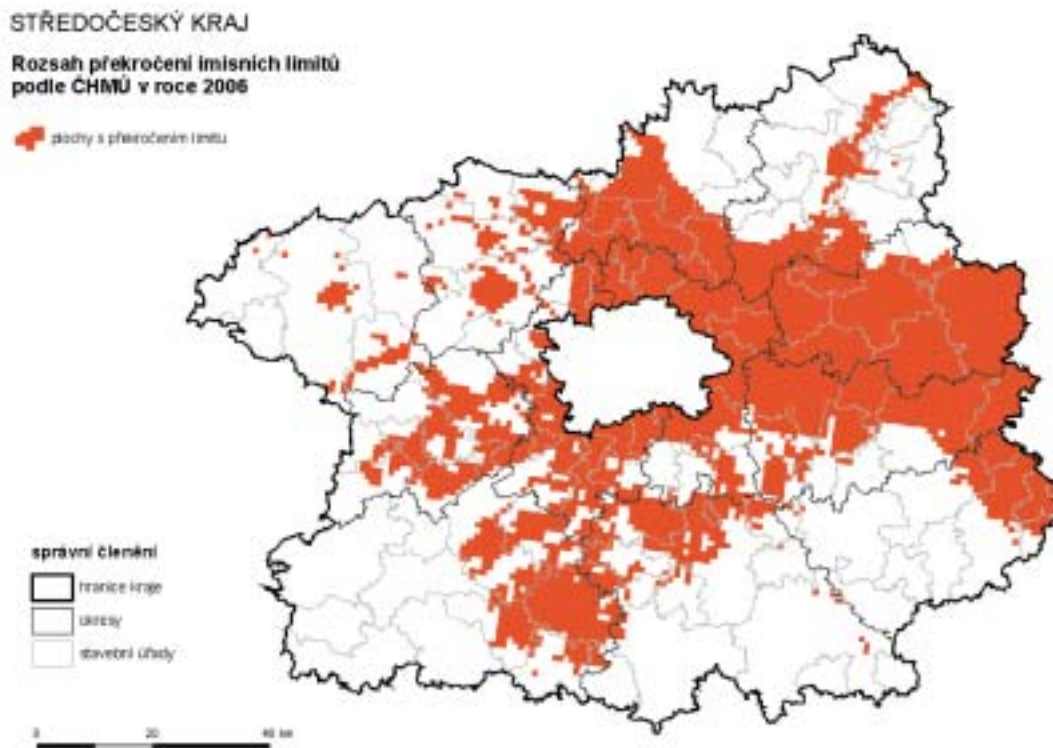 STŘEDOČESKÝ KRAJ
Rozsah překročení imisních limitů
podle ČHMÚ v roce 2006
plochy s překročením limitu
správní členění
hranice kraje
okresy
stavební úřady
0 20 40 km